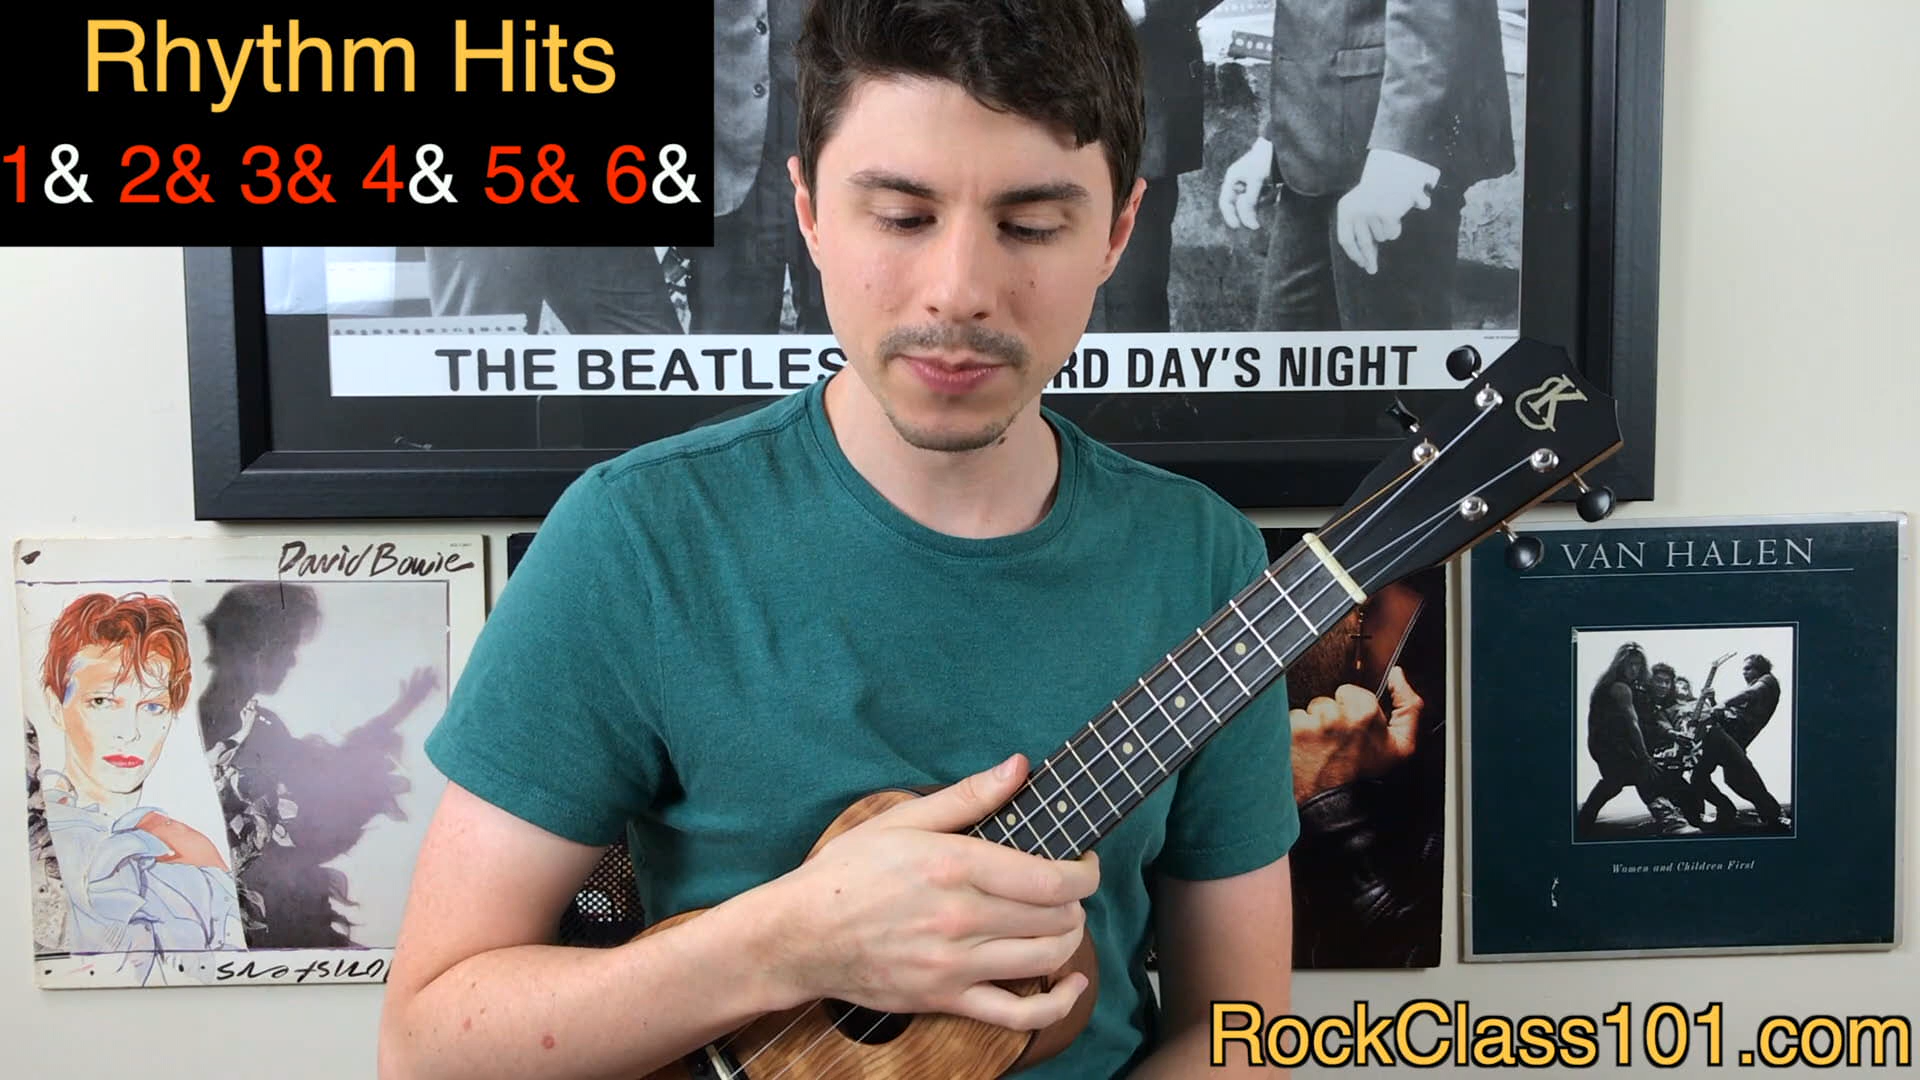 Rhythm Hits
1& 2& 3& 4& 5& 6&
THE BEATLES RD DAY'S NIGHT
K
David Bowie
VAN HALEN
Women and Children First
RockClass101.com